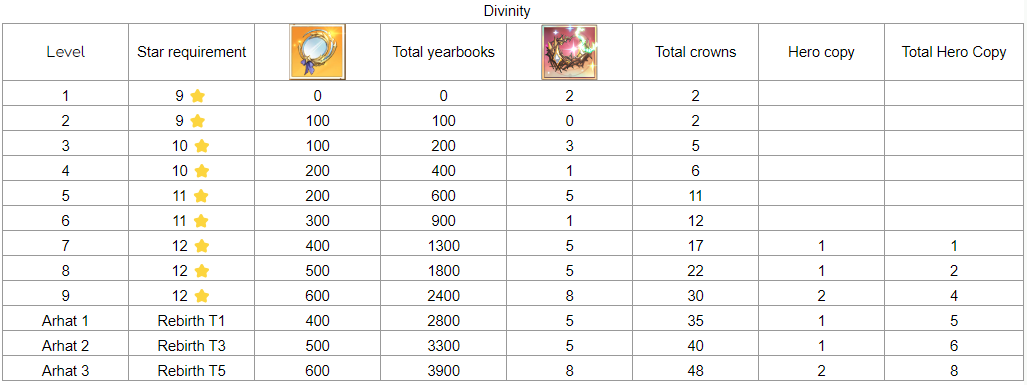 Divinity
Level Star requirement Total yearbooks Total crowns Hero copy Total Hero Copy
1 9 0 0 2 2
2 9 100 100 0 2
3 10 100 200 3 5
4 10 200 400 1 6
5 11 200 600 5 11
6 11 300 900 1 12
7 12 400 1300 5 17 1 1
8 12 500 1800 5 22 1 2
9 12 600 2400 8 30 2 4
Arhat 1 Rebirth T1 400 2800 5 35 1 5
Arhat 2 Rebirth T3 500 3300 5 40 1 6
Arhat 3 Rebirth T5 600 3900 8 48 2 8